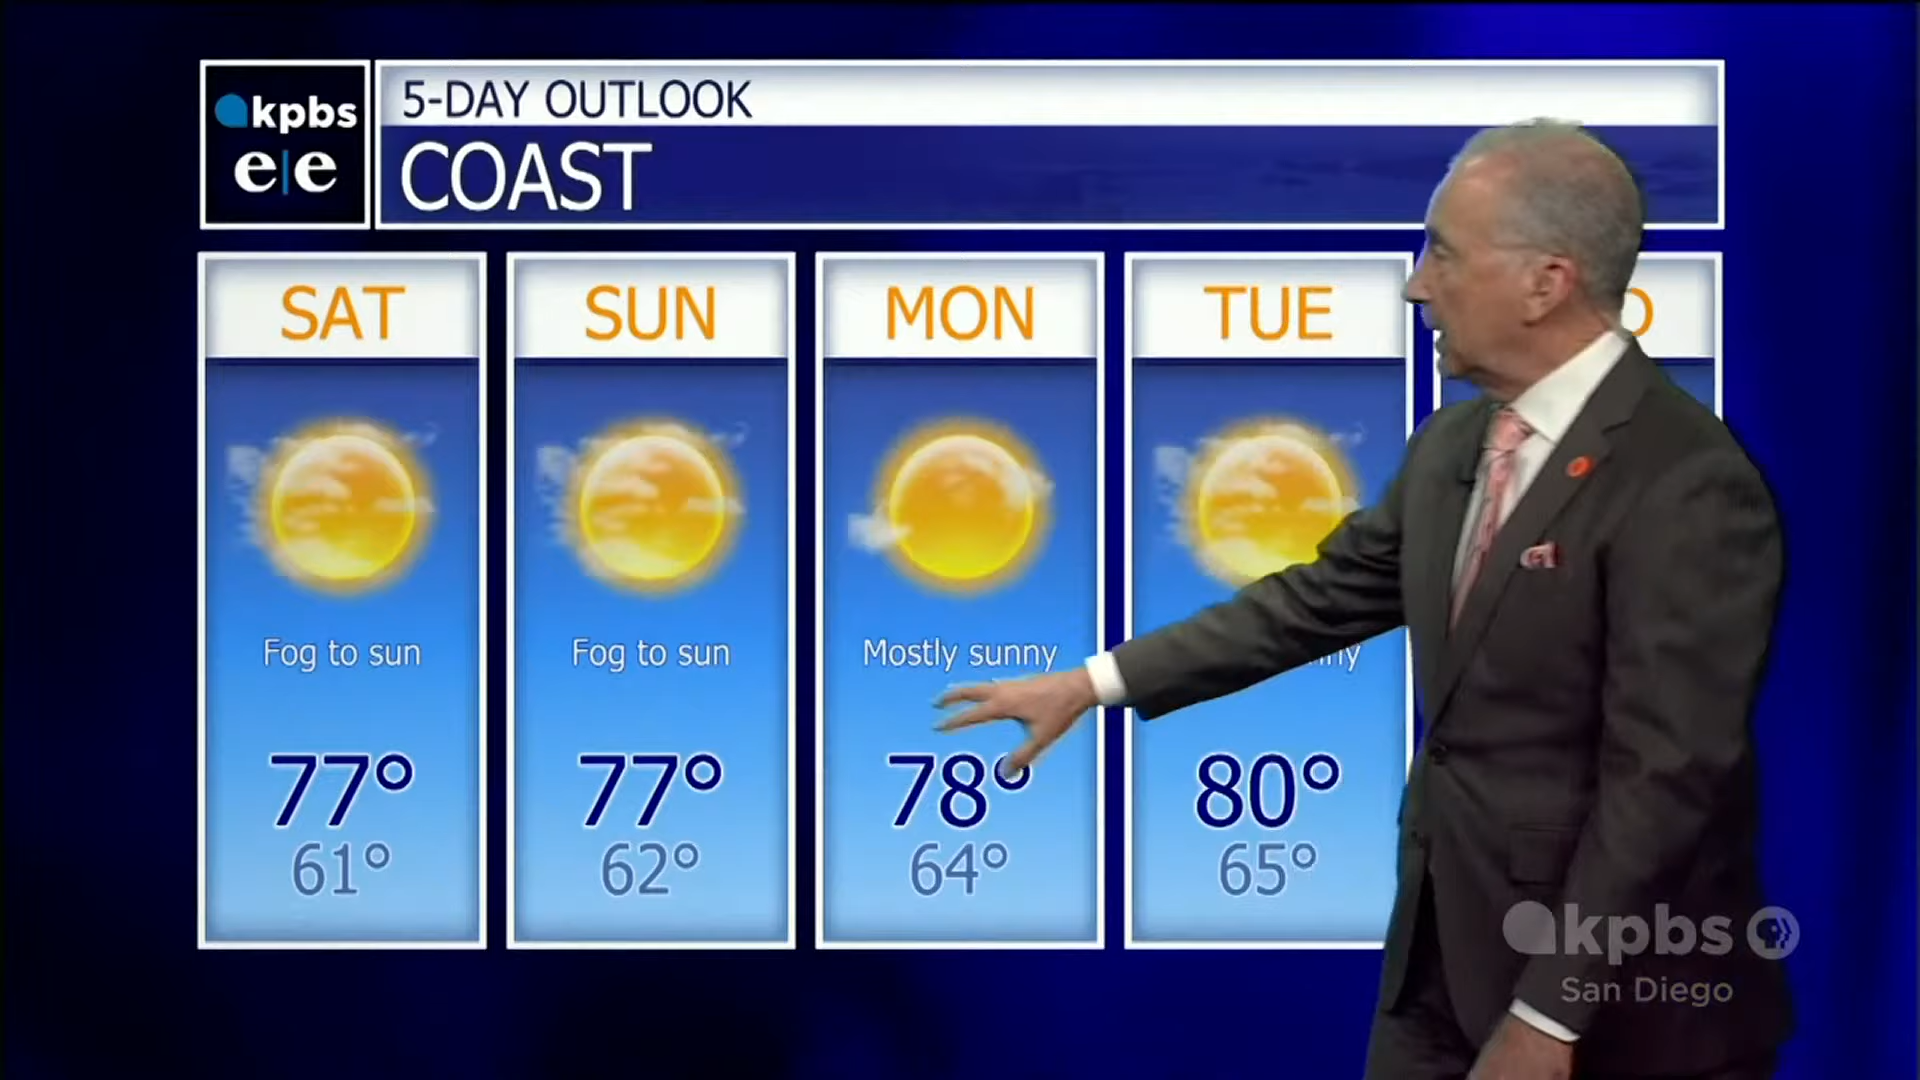 kpbs
e|e
5-DAY OUTLOOK
COAST
SAT
SUN
MON
TUE
Fog to sun
Fog to sun
Mostly sunny
77°
77°
78°
80°
61°
62°
64°
65°
kpbs
San Diego